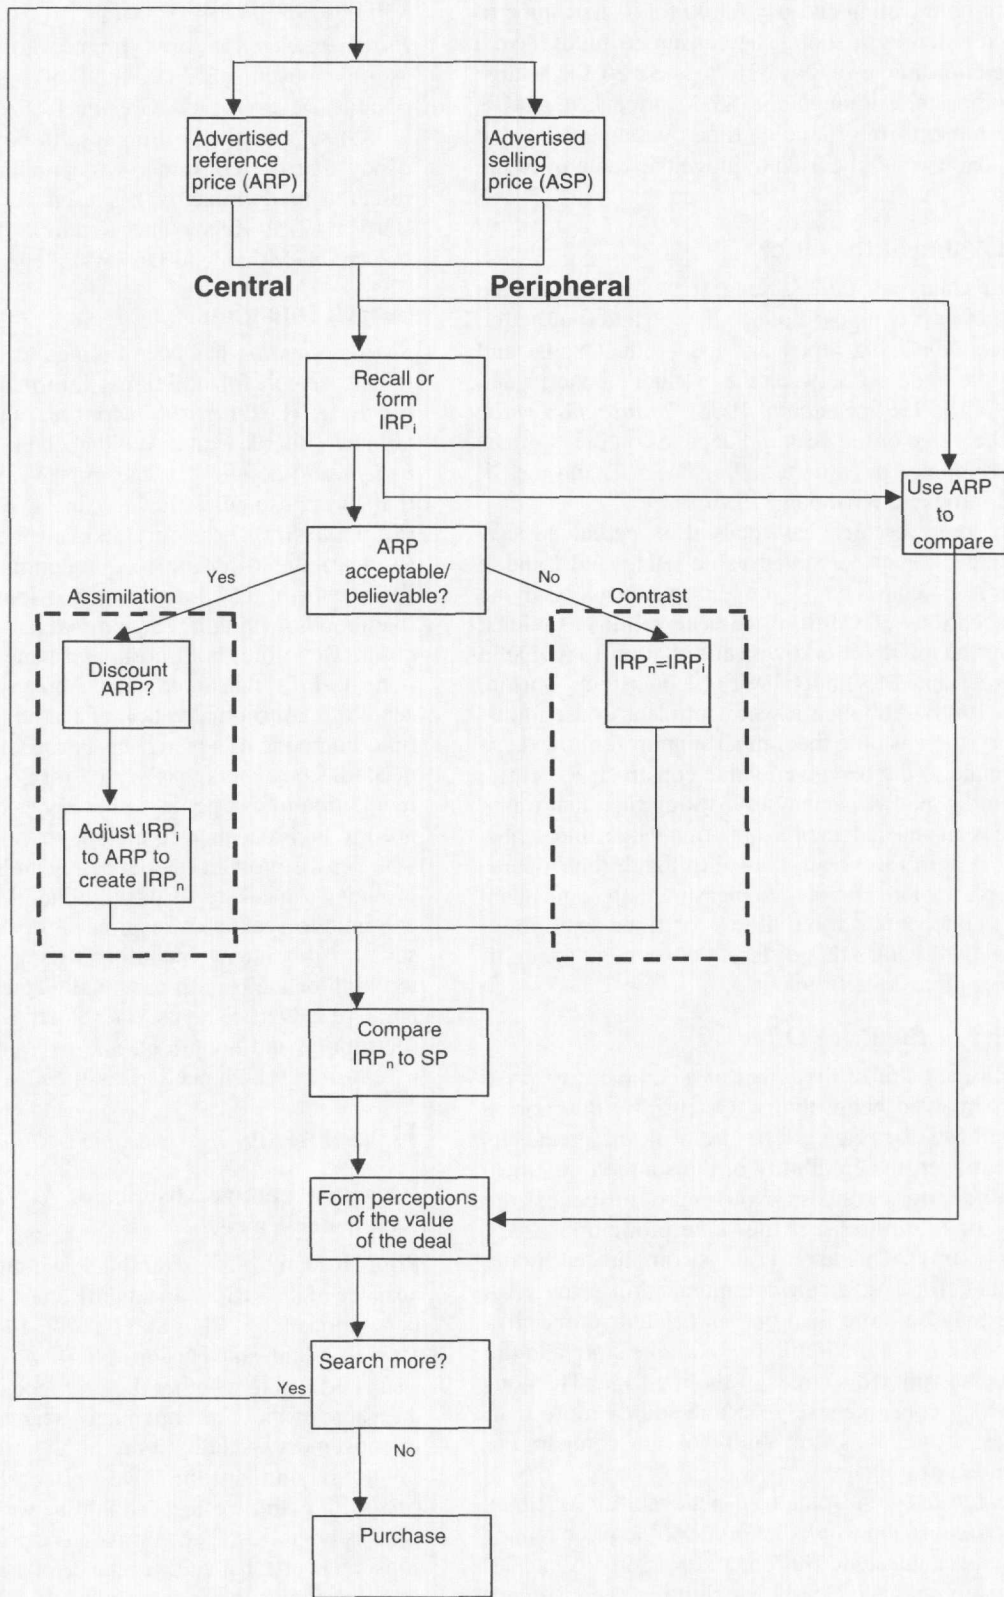 Advertised
reference
price (ARP)
Advertised
selling
price (ASP)
Central
Peripheral
Recall or
form
IRPi
Use ARP
to
compare
ARP
acceptable/
believable?
Yes
No
Assimilation
Contrast
Discount
ARP?
IRPn=IRPi
Adjust IRPi
to ARP to
create IRPn
Compare
IRPn to SP
Form perceptions
of the value
of the deal
Search more?
Yes
No
Purchase